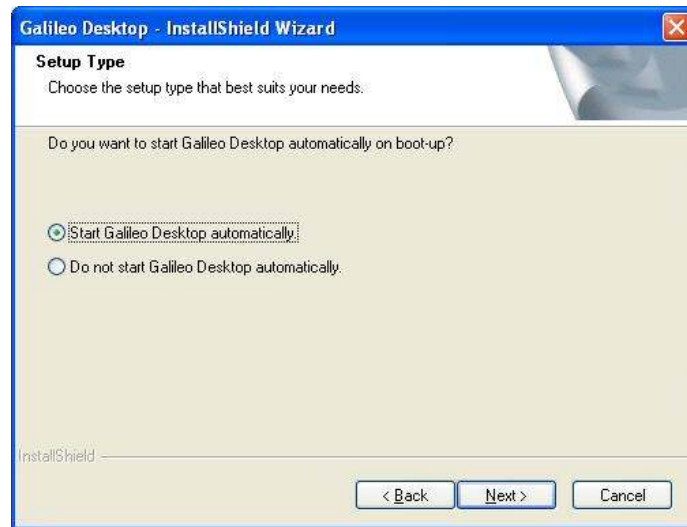 Galileo Desktop - InstallShield Wizard
Setup Type
Choose the setup type that best suits your needs.
Do you want to start Galileo Desktop automatically on boot-up?
Start Galileo Desktop automatically.
Do not start Galileo Desktop automatically.
InstallShield
< Back Next > Cancel